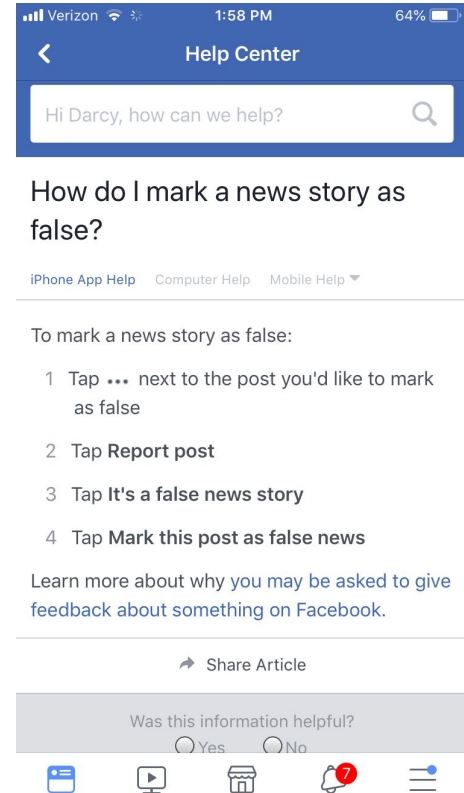 Verizon 1:58 PM 64%
Help Center
Hi Darcy, how can we help?
How do I mark a news story as
false?
iPhone App Help Computer Help Mobile Help
To mark a news story as false:
1 Tap ••• next to the post you'd like to mark
as false
2 Tap Report post
3 Tap It's a false news story
4 Tap Mark this post as false news
Learn more about why you may be asked to give
feedback about something on Facebook.
Share Article
Was this information helpful?
Yes No
7